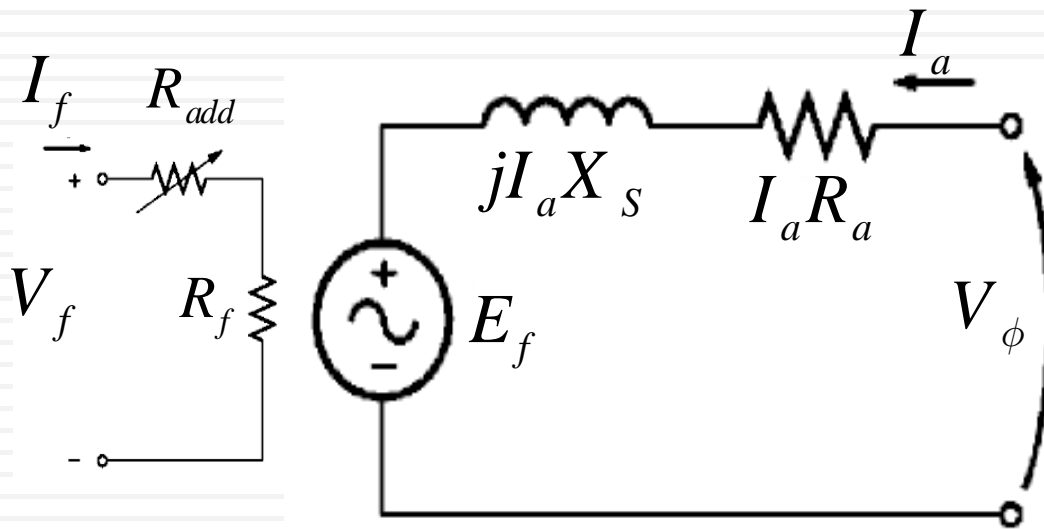 I_f
R_add
+
V_f
R_f
-
I_a
jI_aX_S
I_aR_a
+
−
E_f
V_ϕ